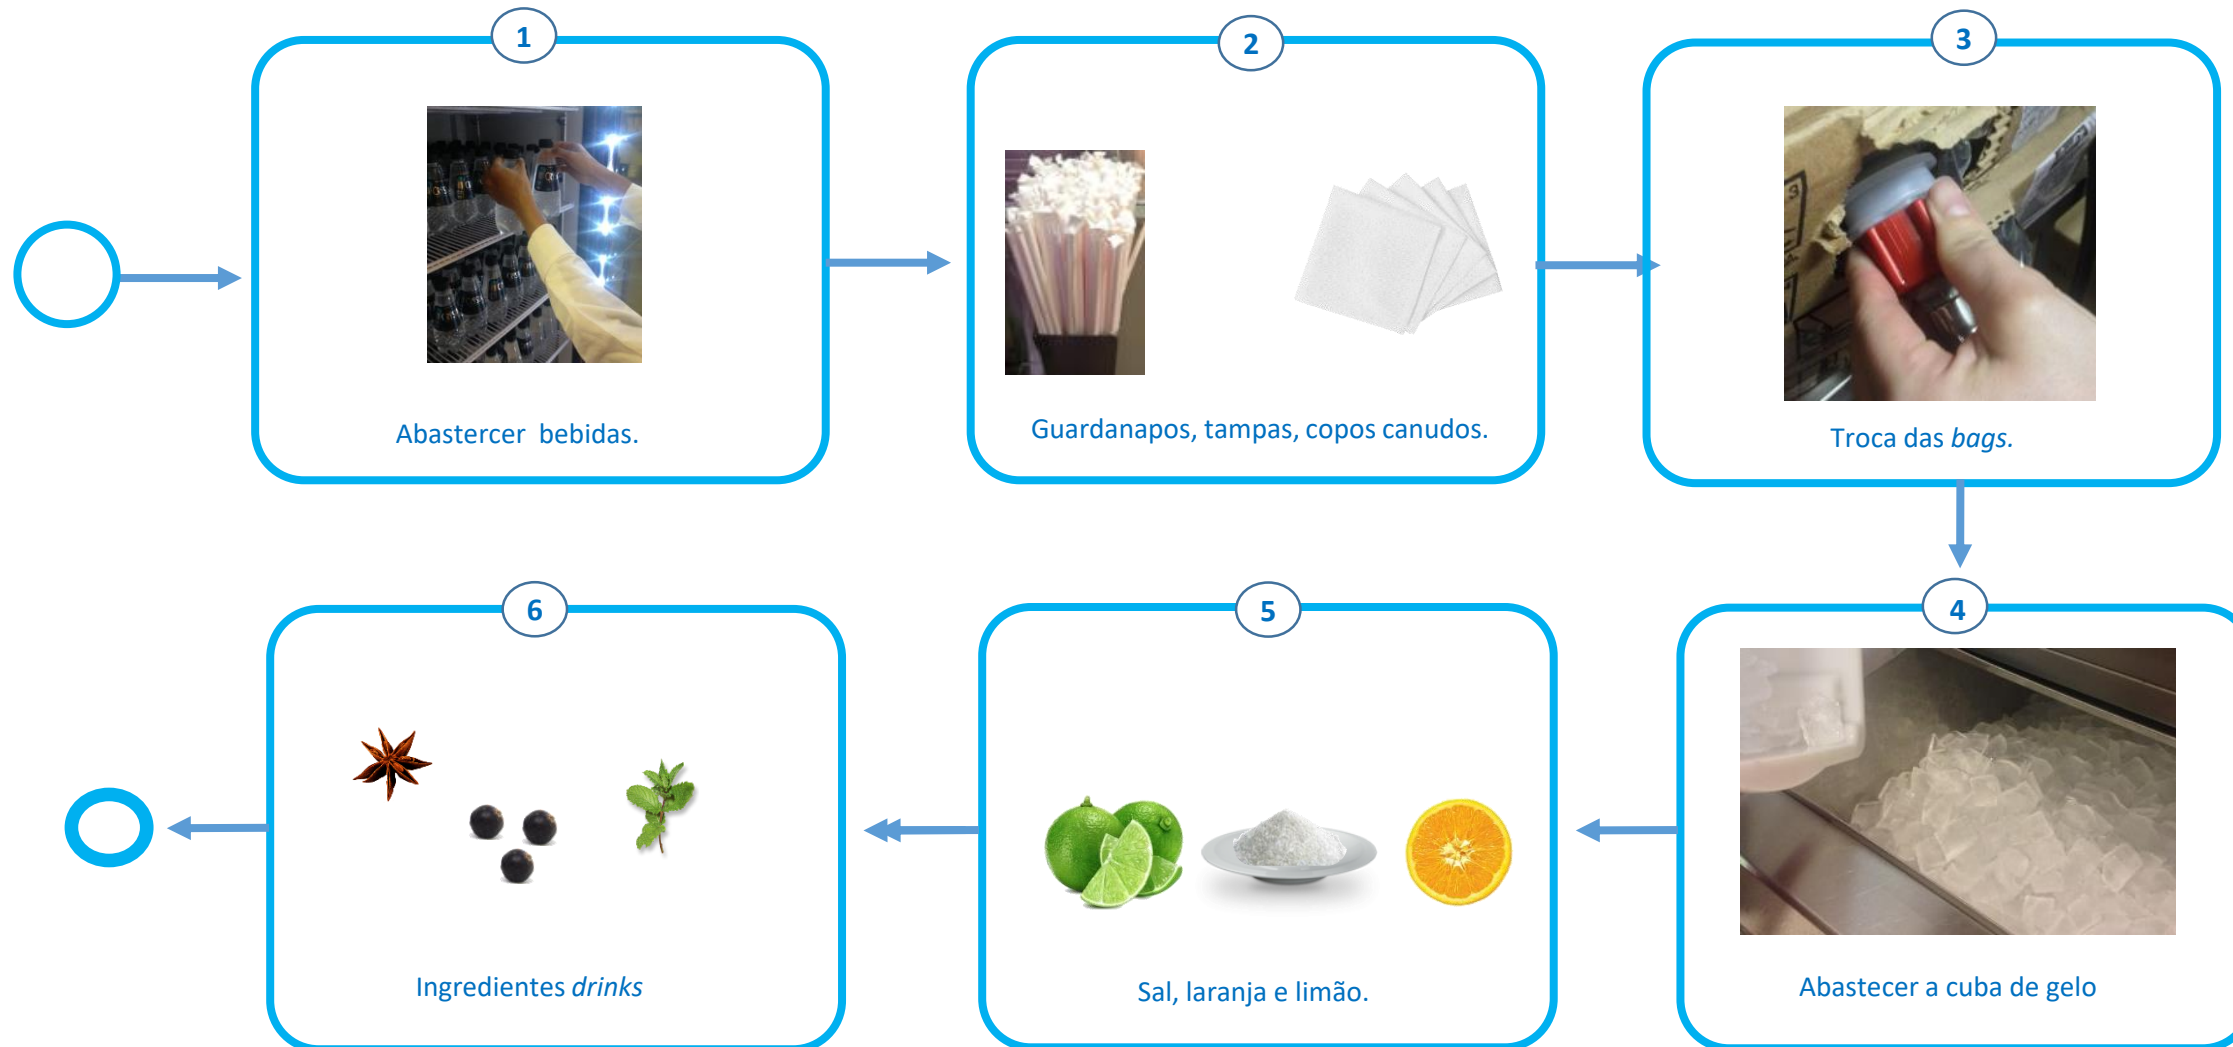 1
2
3
Abastercer bebidas.
Guardanapos, tampas, copos canudos.
Troca das bags.
6
5
4
Ingredientes drinks
Sal, laranja e limão.
Abastecer a cuba de gelo